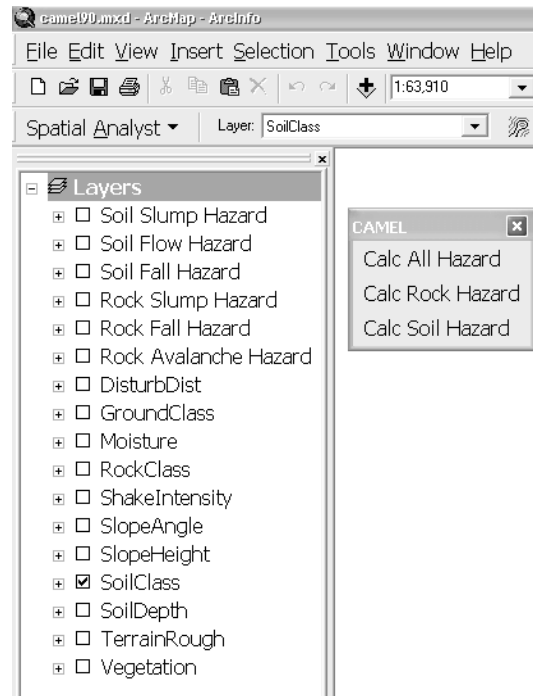 camel90.mxd - ArcMap - ArcInfo
File Edit View Insert Selection Tools Window Help
1:63,910
Spatial Analyst Layer: SoilClass
Layers
Soil Slump Hazard
Soil Flow Hazard
Soil Fall Hazard
Rock Slump Hazard
Rock Fall Hazard
Rock Avalanche Hazard
DisturbDist
GroundClass
Moisture
RockClass
ShakeIntensity
SlopeAngle
SlopeHeight
SoilClass
SoilDepth
TerrainRough
Vegetation
CAMEL
Calc All Hazard
Calc Rock Hazard
Calc Soil Hazard